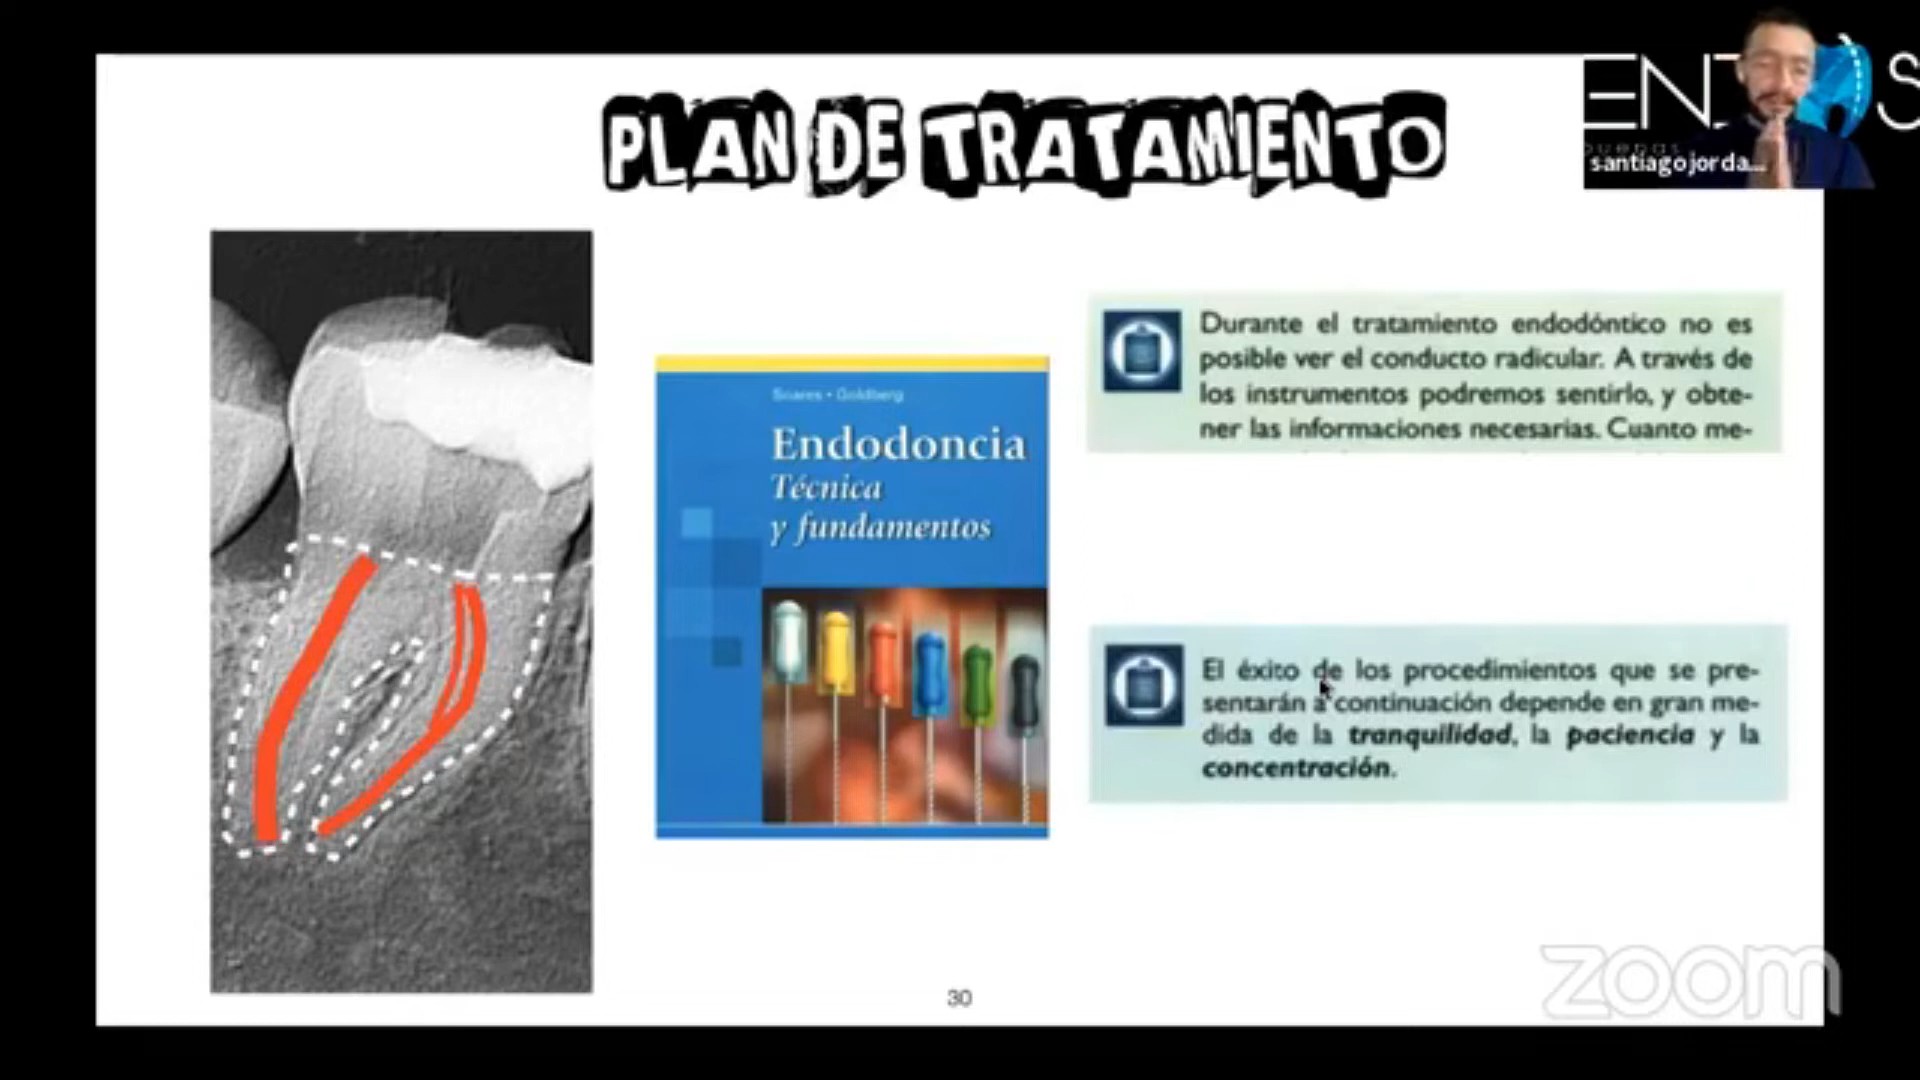 PLAN DE TRATAMIENTO
santiagojorda...
Soares • Goldberg
Endodoncia
Técnica
y fundamentos
Durante el tratamiento endodóntico no es
posible ver el conducto radicular. A través de
los instrumentos podremos sentirlo, y obte-
ner las informaciones necesarias. Cuanto me-
El éxito de los procedimientos que se pre-
sentarán a continuación depende en gran me-
dida de la tranquilidad, la paciencia y la
concentración.
30
zoom